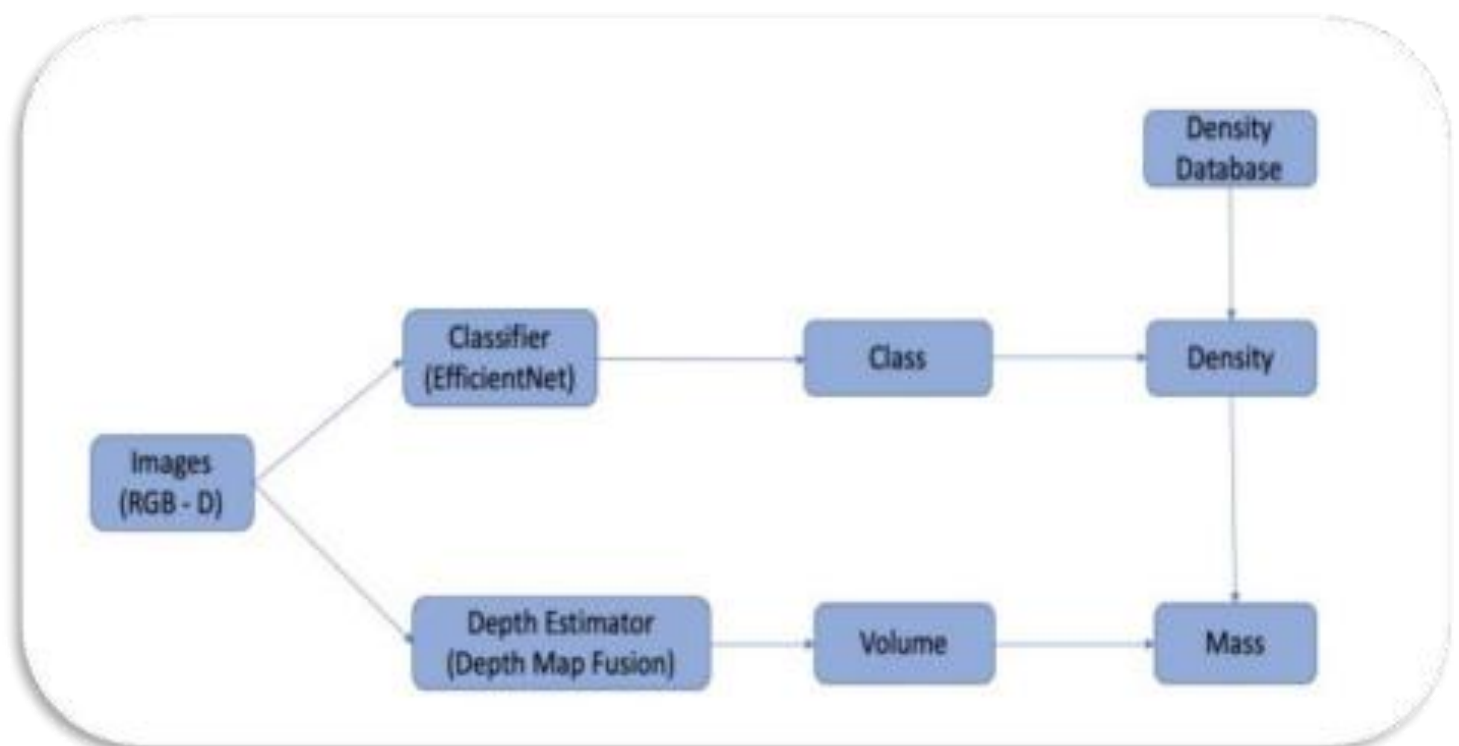 Density
Database
Classifier
(EfficientNet)
Class
Density
Images
(RGB - D)
Depth Estimator
(Depth Map Fusion)
Volume
Mass